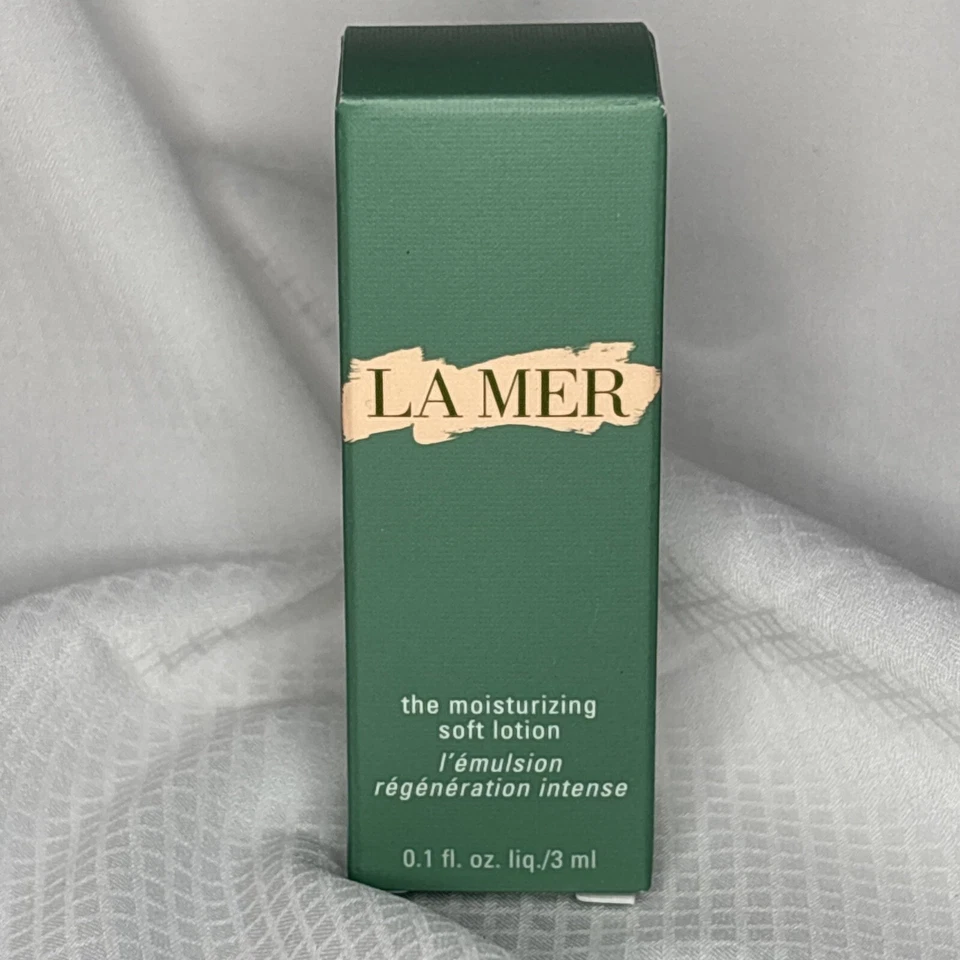 LA MER
the moisturizing
soft lotion
l'émulsion
régénération intense
0.1 fl. oz. liq./3 ml